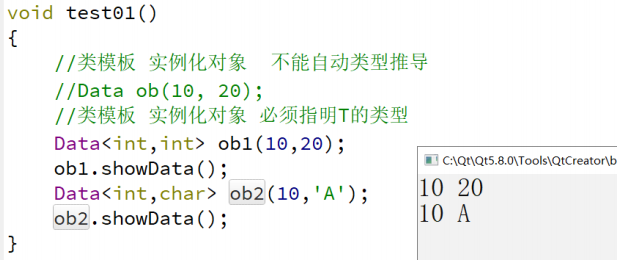 void test01()
{
//类模板 实例化对象  不能自动类型推导
//Data ob(10, 20);
//类模板 实例化对象 必须指明T的类型
Data<int,int> ob1(10,20);
ob1.showData();
Data<int,char> ob2(10,'A');
ob2.showData();
}
C:\Qt\Qt5.8.0\Tools\QtCreator\b
10 20
10 A